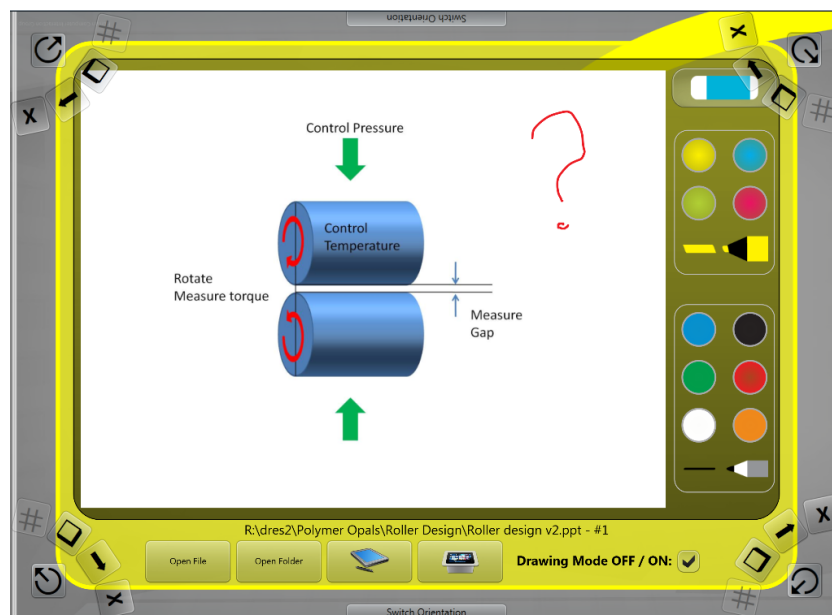 Switch Orientation
X
X
Control Pressure
?
Control
Temperature
Rotate
Measure torque
Measure
Gap
R:\dres2\Polymer Opals\Roller Design\Roller design v2.ppt - #1
Open File
Open Folder
Drawing Mode OFF / ON:
X
X
Switch Orientation